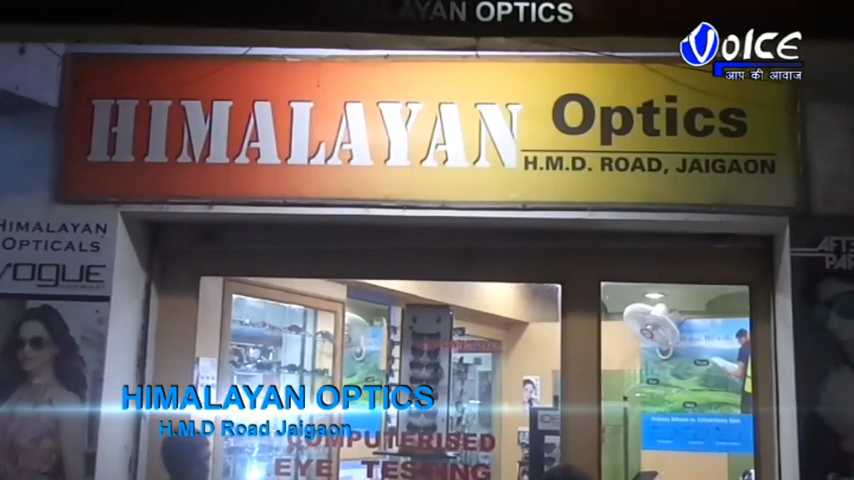 HIMALAYAN OPTICS
VOICE
आप की आवाज
HIMALAYAN Optics
H.M.D. ROAD, JAIGAON
HIMALAYAN
OPTICALS
VOGUE
HIMALAYAN OPTICS
H.M.D Road Jaigaon
COMPUTERISED
EYE TESTING